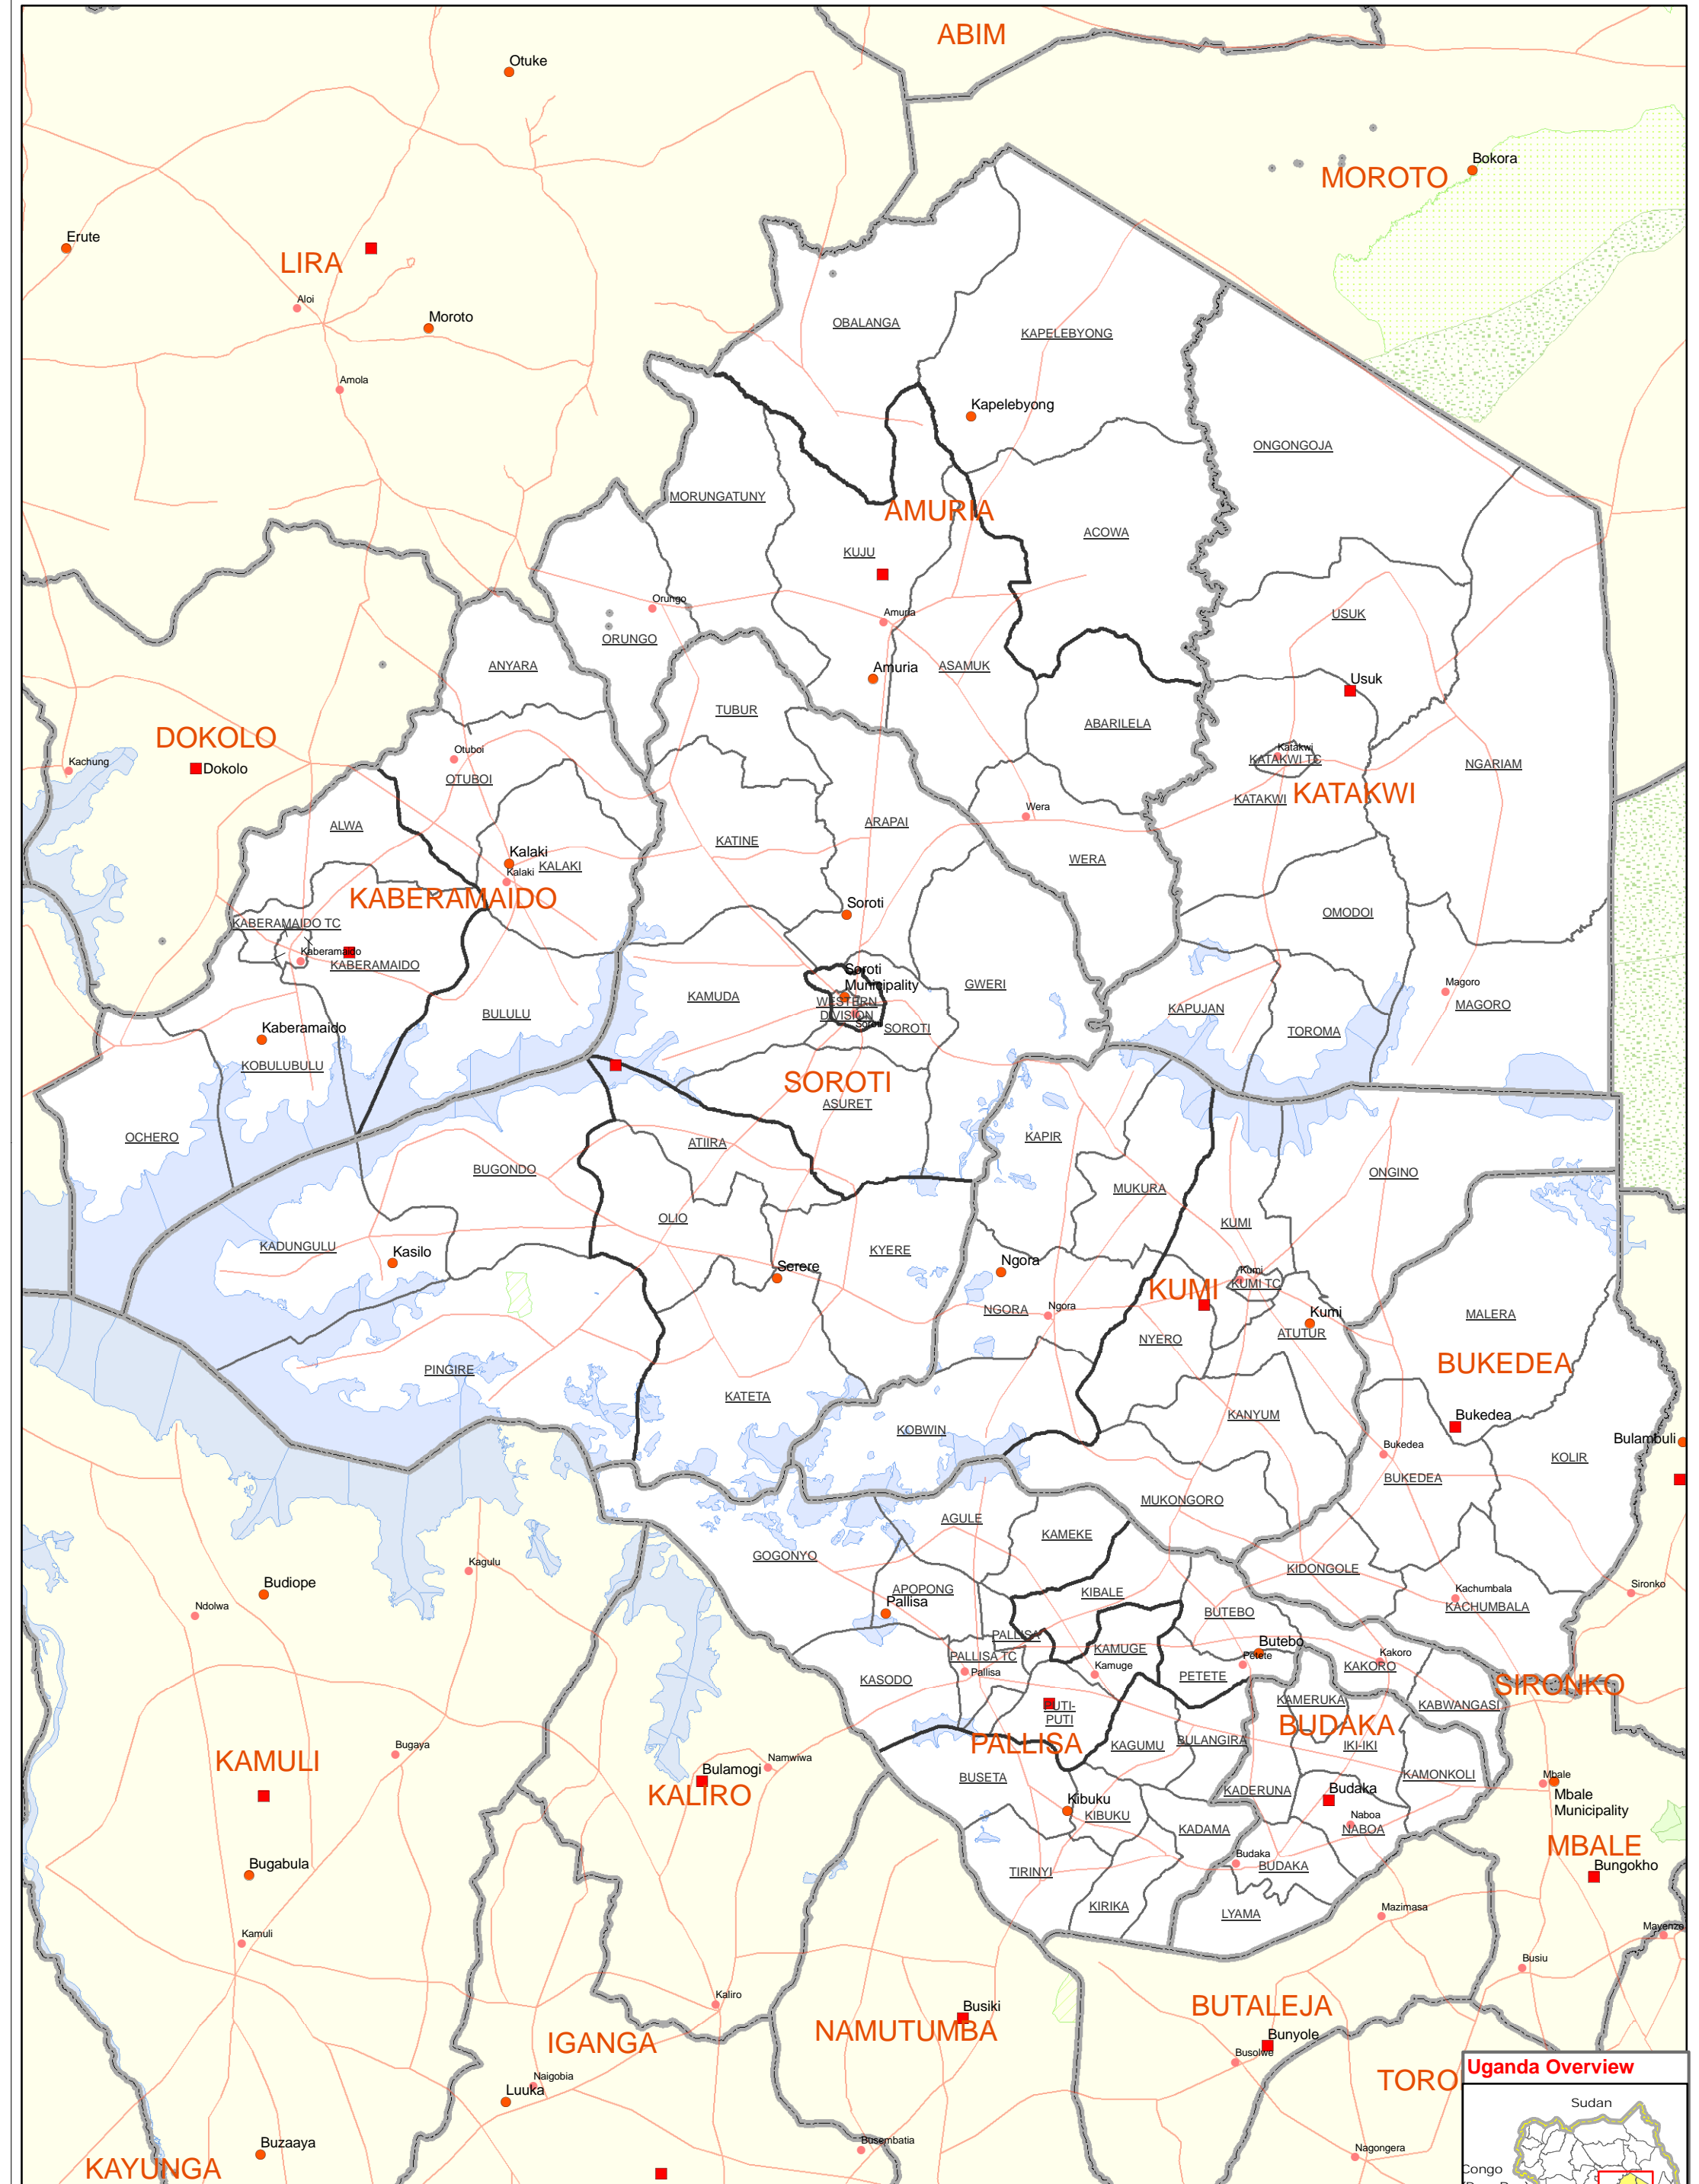 ABIM
Otuke
MOROTO
Bokora
Erute
LIRA
Aloi
Moroto
OBALANGA
KAPELEBYONG
Amola
Kapelebyong
ONGONGOJA
MORUNGATUNY
AMURIA
ACOWA
KUJU
Orungo
Amuria
USUK
ORUNGO
ANYARA
Amuria
ASAMUK
Usuk
TUBUR
ABARILELA
DOKOLO
Dokolo
Kachung
Otuboi
OTUBOI
Katakwi
KATAKWI TC
NGARIAM
KATAKWI
KATAKWI
Wera
ALWA
ARAPAI
KATINE
WERA
Kalaki
KALAKI
Kalaki
KABERAMAIDO
Soroti
OMODOI
KABERAMAIDO TC
Kaberamaido
KABERAMAIDO
Soroti
Municipality
WESTERN
DIVISION
Soroti
KAMUDA
GWERI
Magoro
MAGORO
KAPUJAN
BULULU
Kaberamaido
SOROTI
TOROMA
KOBULUBULU
SOROTI
ASURET
OCHERO
ATIIRA
KAPIR
BUGONDO
ONGINO
MUKURA
OLIO
KUMI
KADUNGULU
Kasilo
KYERE
Serere
Ngora
Kumi
KUMI TC
KUMI
NGORA
Ngora
Kumi
ATUTUR
NYERO
MALERA
PINGIRE
BUKEDEA
KATETA
KANYUM
Bukedea
KOBWIN
Bulambuli
Bukedea
BUKEDEA
KOLIR
MUKONGORO
AGULE
KAMEKE
GOGONYO
Kagulu
KIDONGOLE
Budiope
APOPONG
KIBALE
Kachumbala
KACHUMBALA
Sironko
Ndolwa
Pallisa
BUTEBO
PALLISA
KAMUGE
Butebo
Petete
PALLISA TC
Pallisa
Kamuge
PETETE
Kakoro
KAKORO
KASODO
SIRONKO
KAMERUKA
KABWANGASI
PUTI-
PUTI
BUDAKA
PALLISA
KAGUMU
BULANGIRA
IKI-IKI
Bugaya
KAMULI
Namwiwa
Bulamogi
KALIRO
BUSETA
KADERUNA
Budaka
KAMONKOLI
Mbale
Mbale
Municipality
Kibuku
KIBUKU
Naboa
NABOA
KADAMA
MBALE
Budaka
BUDAKA
Bugabula
TIRINYI
Bungokho
KIRIKA
LYAMA
Mazimasa
Kamuli
Mayenze
Busiu
Kaliro
Busiki
NAMUTUMBA
BUTALEJA
IGANGA
Bunyole
Busolwe
TORO
Uganda Overview
Naigobia
Luuka
Sudan
Buzaaya
Busembatia
Nagongera
KAYUNGA
Congo